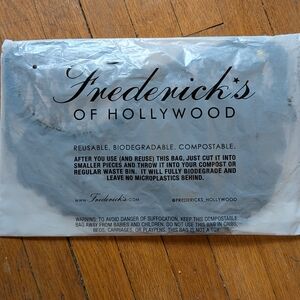 Frederick's
OF HOLLYWOOD
REUSABLE. BIODEGRADABLE. COMPOSTABLE.
AFTER YOU USE (AND REUSE) THIS BAG, JUST CUT IT INTO
SMALLER PIECES AND THROW IT INTO YOUR COMPOST OR
REGULAR WASTE BIN. IT WILL FULLY BIODEGRADE AND
LEAVE NO MICROPLASTICS BEHIND.
www.Frederick's.com @FREDERICKS_HOLLYWOOD
WARNING: TO AVOID DANGER OF SUFFOCATION, KEEP THIS COMPOSTABLE
BAG AWAY FROM BABIES AND CHILDREN. DO NOT USE THIS BAG IN CRIBS,
BEDS, CARRIAGES, OR PLAYPENS. THIS BAG IS NOT A TOY.